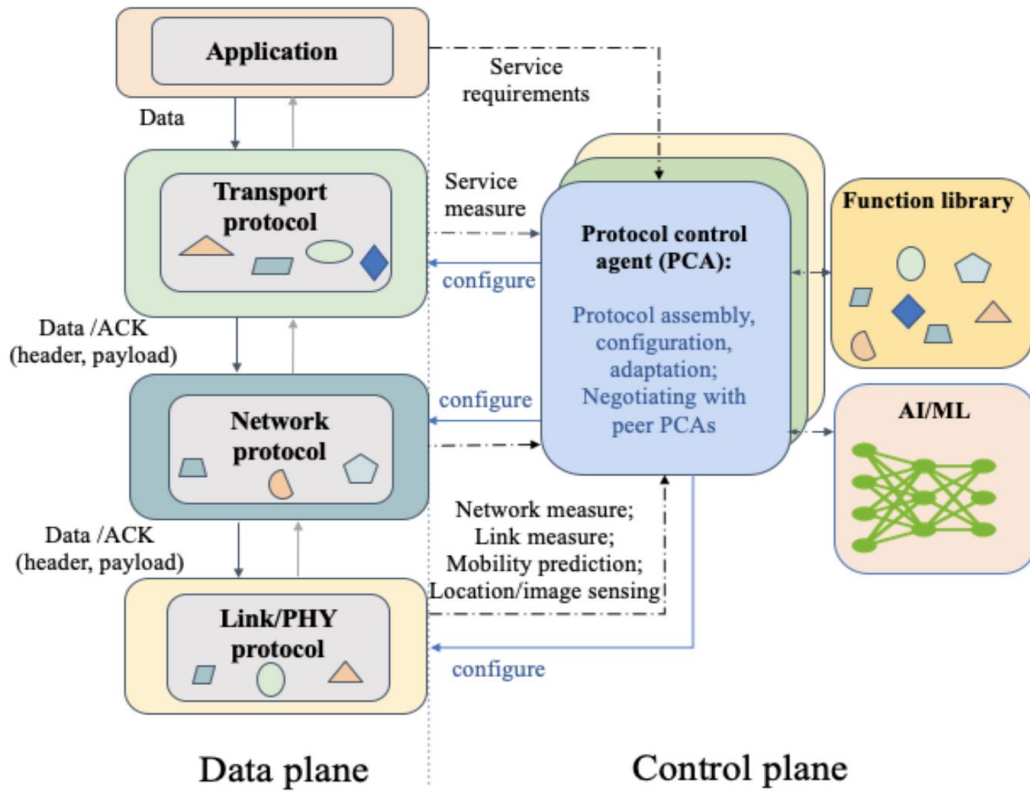 Application
Service
requirements
Data
Transport
protocol
Service
measure
configure
Protocol control
agent (PCA):
Protocol assembly,
configuration,
adaptation;
Negotiating with
peer PCAs
Function library
Data /ACK
(header, payload)
configure
Network
protocol
AI/ML
Data /ACK
(header, payload)
Network measure;
Link measure;
Mobility prediction;
Location/image sensing
Link/PHY
protocol
configure
Data plane
Control plane